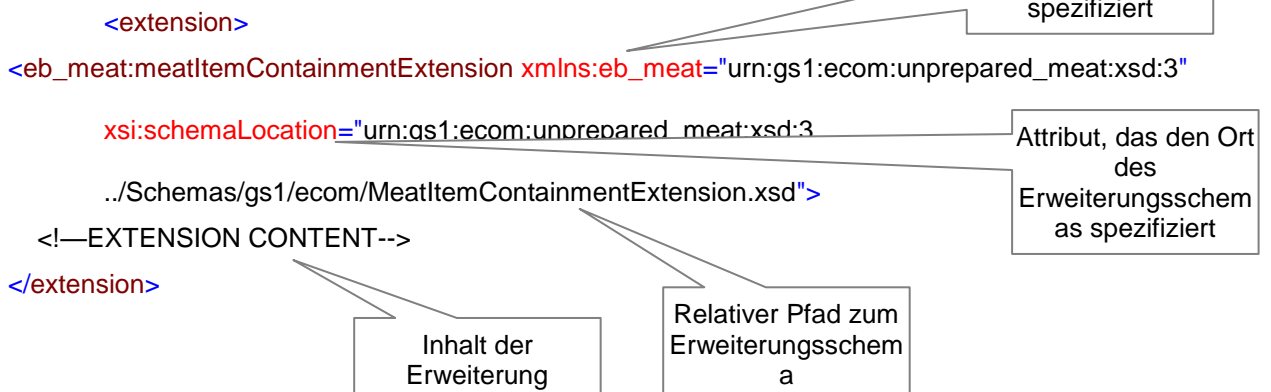 spezifiziert
<extension>
<eb_meat:meatItemContainmentExtension xmlns:eb_meat="urn:gs1:ecom:unprepared_meat:xsd:3"
xsi:schemaLocation="urn:gs1:ecom:unprepared_meat:xsd:3
Attribut, das den Ort
des
Erweiterungsschem
as spezifiziert
../Schemas/gs1/ecom/MeatItemContainmentExtension.xsd">
<!—EXTENSION CONTENT-->
</extension>
Relativer Pfad zum
Erweiterungsschem
a
Inhalt der
Erweiterung